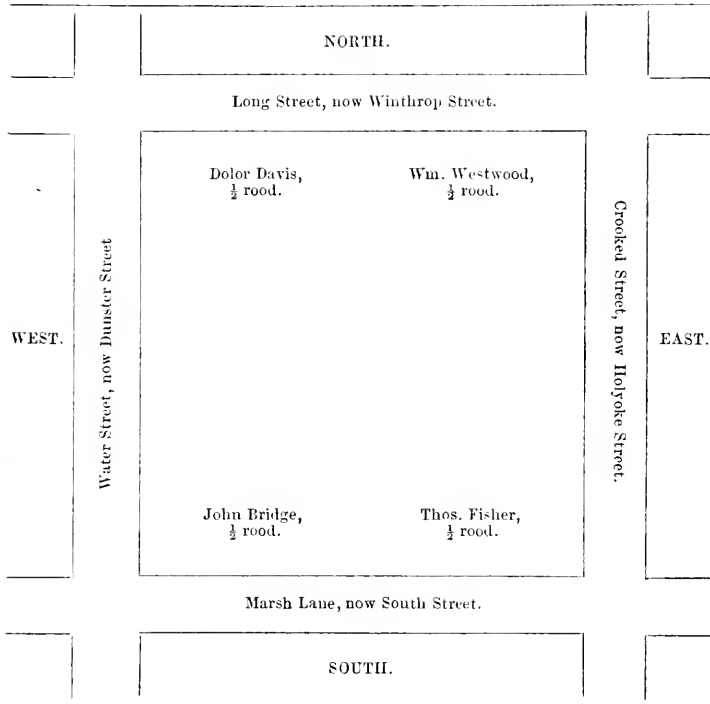 NORTH.
Long Street, now Winthrop Street.
Dolor Davis,
½ rood.
Wm. Westwood,
½ rood.
Water Street, now Dunster Street
Crooked Street, now Holyoke Street.
WEST.
EAST.
John Bridge,
½ rood.
Thos. Fisher,
½ rood.
Marsh Lane, now South Street.
SOUTH.